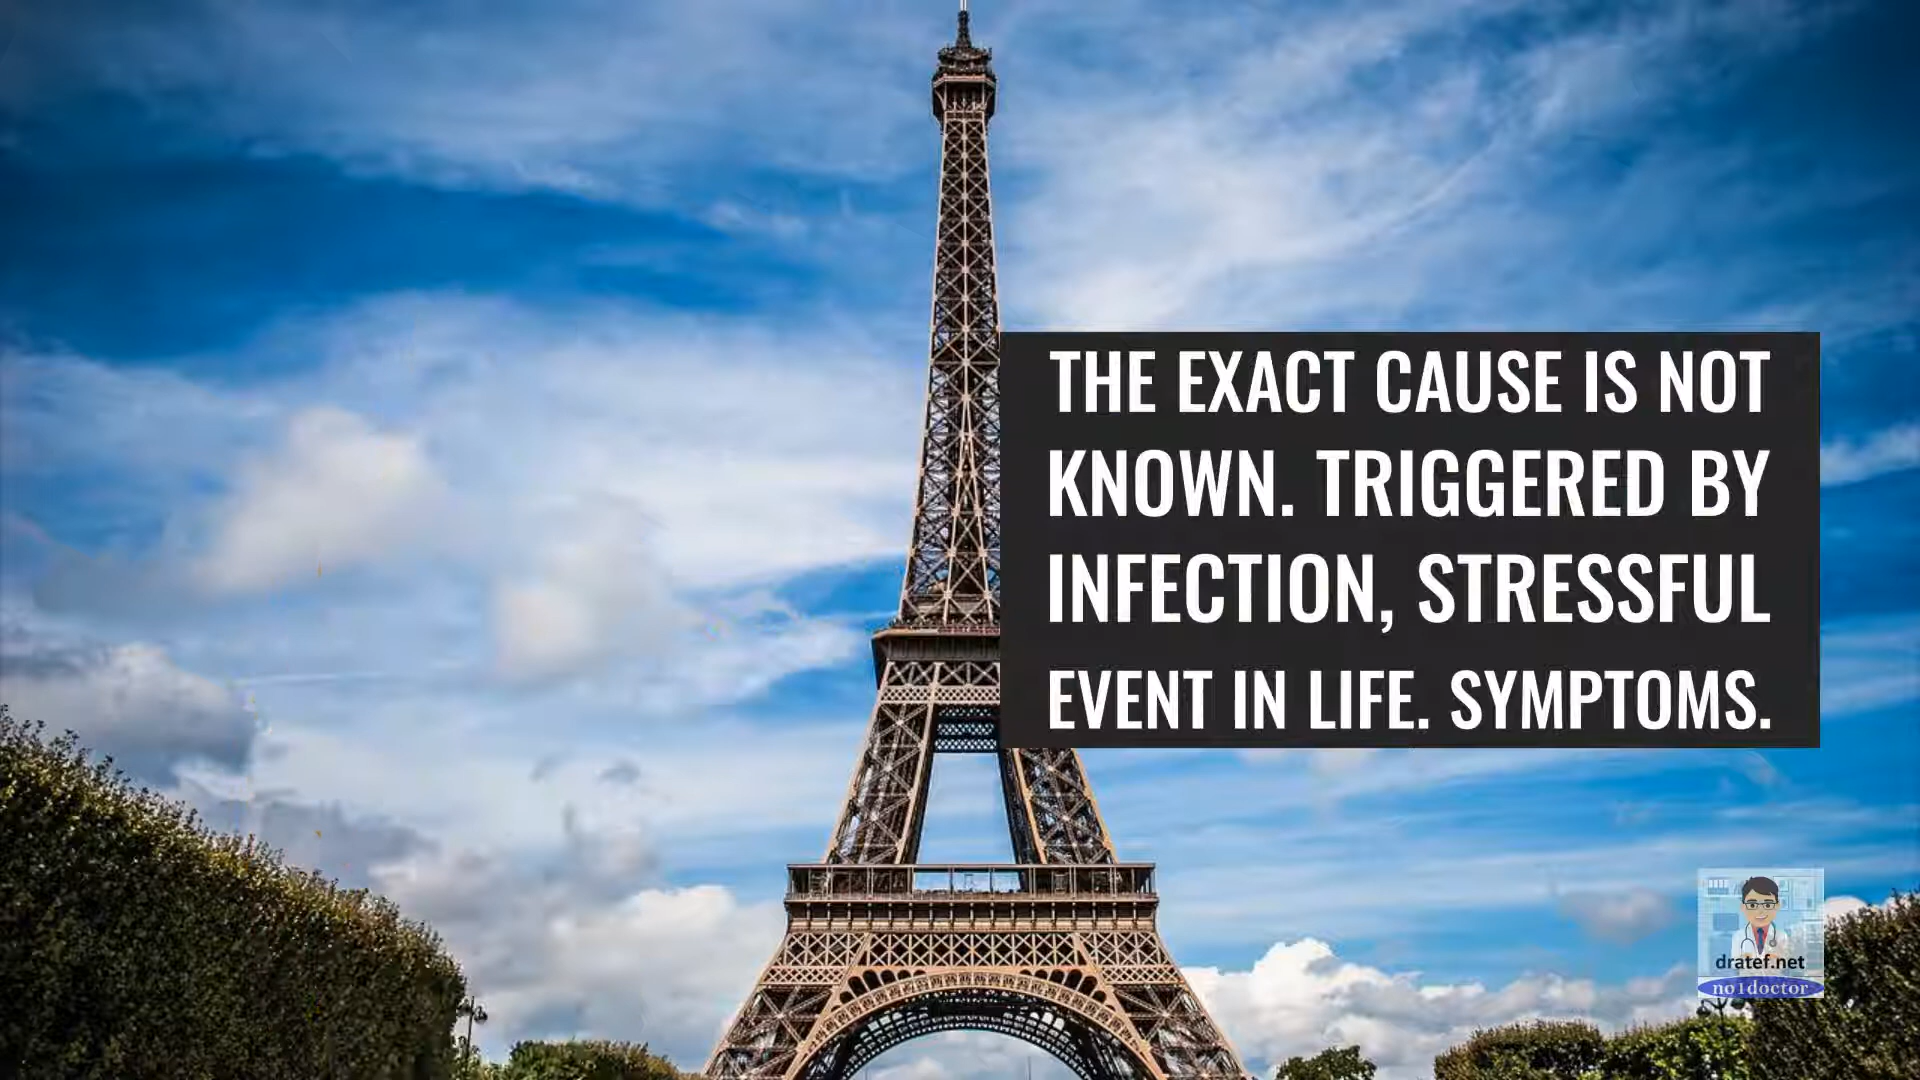 THE EXACT CAUSE IS NOT
KNOWN. TRIGGERED BY
INFECTION, STRESSFUL
EVENT IN LIFE. SYMPTOMS.
dratef.net
no1doctor